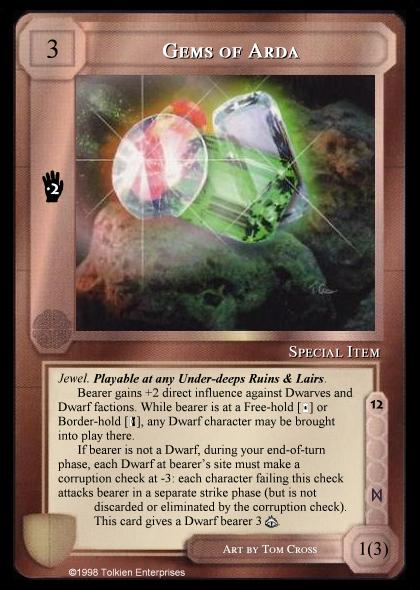 3
GEMS OF ARDA
2
SPECIAL ITEM
Jewel. Playable at any Under-deeps Ruins & Lairs.
Bearer gains +2 direct influence against Dwarves and
Dwarf factions. While bearer is at a Free-hold [] or
Border-hold [], any Dwarf character may be brought
into play there.
If bearer is not a Dwarf, during your end-of-turn
phase, each Dwarf at bearer's site must make a
corruption check at -3: each character failing this check
attacks bearer in a separate strike phase (but is not
discarded or eliminated by the corruption check).
This card gives a Dwarf bearer 3
12
ART BY TOM CROSS
1(3)
©1998 Tolkien Enterprises